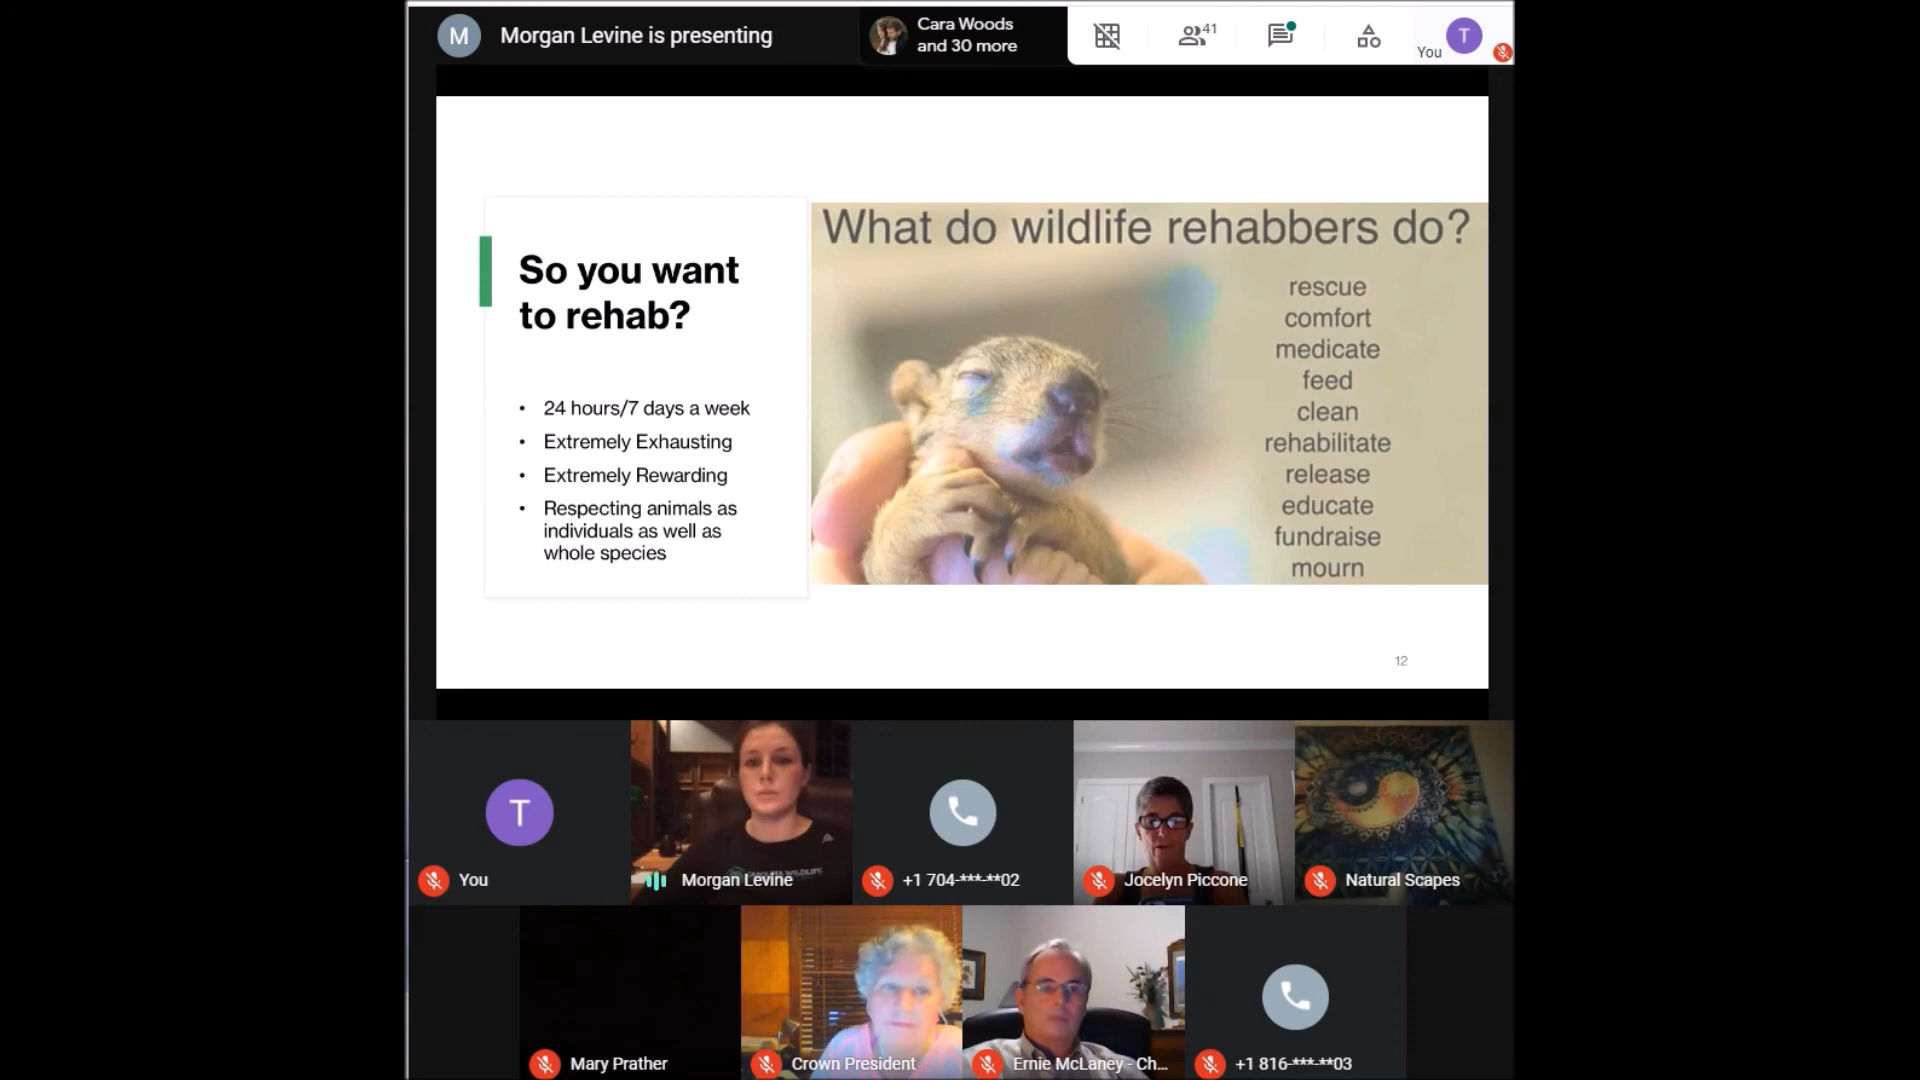 M
Morgan Levine is presenting
Cara Woods
and 30 more
41
You
T
So you want
to rehab?
• 24 hours/7 days a week
• Extremely Exhausting
• Extremely Rewarding
• Respecting animals as
individuals as well as
whole species
What do wildlife rehabbers do?
rescue
comfort
medicate
feed
clean
rehabilitate
release
educate
fundraise
mourn
12
T
You
CAROLINA WILDLIFE
Morgan Levine
+1 704-***-**02
Jocelyn Piccone
Natural Scapes
Mary Prather
Crown President
Ernie McLaney - Ch...
+1 816-***-**03